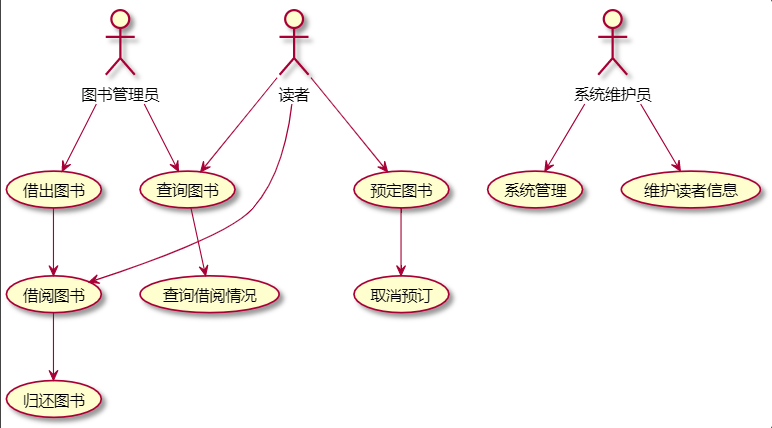 图书管理员
读者
系统维护员
借出图书
查询图书
预定图书
系统管理
维护读者信息
借阅图书
查询借阅情况
取消预订
归还图书